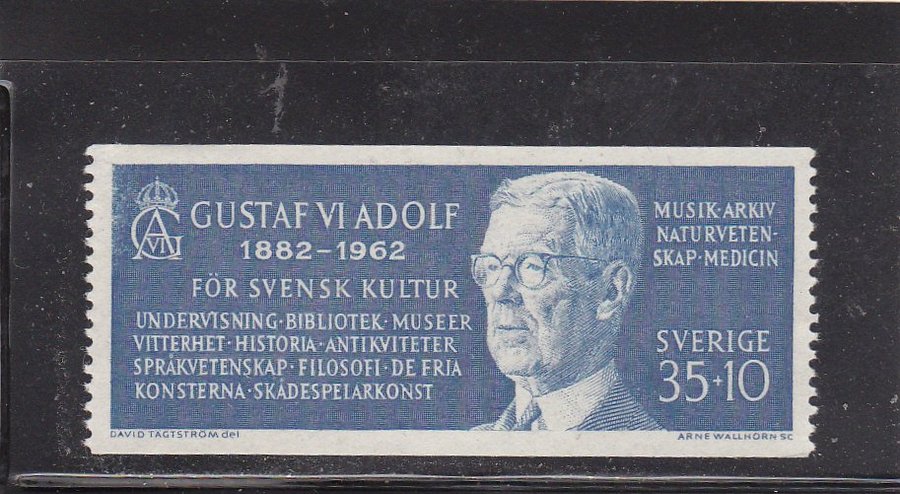 GUSTAF VI ADOLF
1882–1962
FÖR SVENSK KULTUR
UNDERVISNING · BIBLIOTEK · MUSEER
VITTERHET · HISTORIA · ANTIKVITETER
SPRÅKVETENSKAP · FILOSOFI · DE FRIA
KONSTERNA · SKÅDESPELARKONST
MUSIK · ARKIV
NATURVETEN-
SKAP · MEDICIN
SVERIGE
35+10
DAVID TÄGTSTRÖM del
ARNE WALLHORN SC